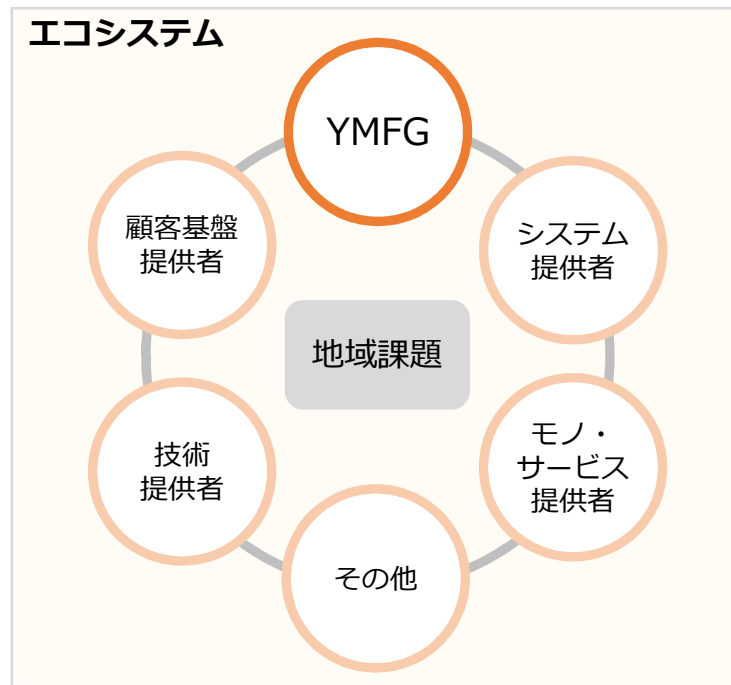 エコシステム
YMFG
顧客基盤
提供者
システム
提供者
地域課題
技術
提供者
モノ・
サービス
提供者
その他